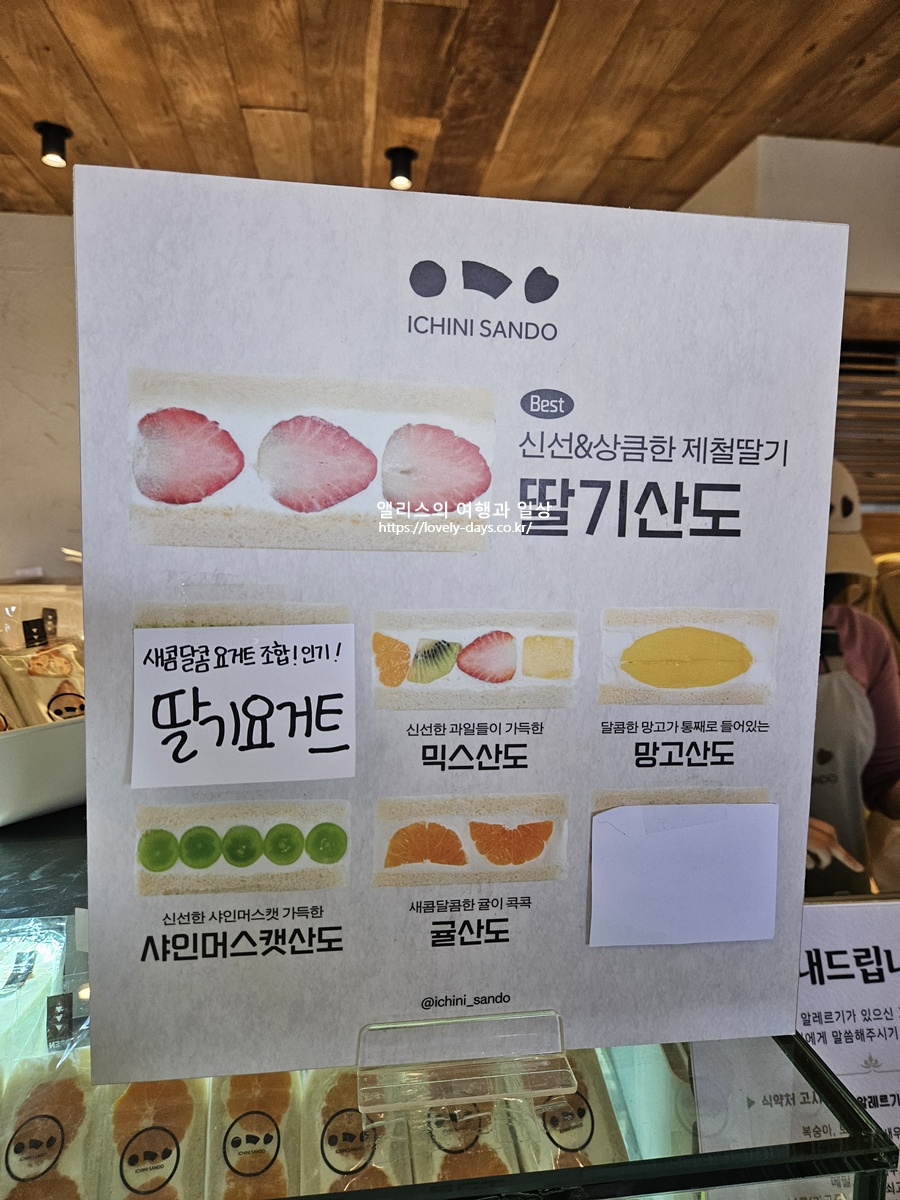 ICHINI SANDO
Best
신선&상큼한 제철딸기
딸기산도
앨리스의 여행과 일상
https://lovely-days.co.kr/
새콤달콤 요거트 조합! 인기!
딸기요거트
신선한 과일들이 가득한
믹스산도
달콤한 망고가 통째로 들어있는
망고산도
신선한 샤인머스캣 가득한
샤인머스캣산도
새콤달콤한 귤이 콕콕
귤산도
@ichini_sando
내드립니
알레르기가 있으신
에게 말씀해주시기
식약처 고시
알레르기
복숭아,
메밀
ICHINI SANDO
ICHINI SANDO
ICHINI SANDO
SANDO